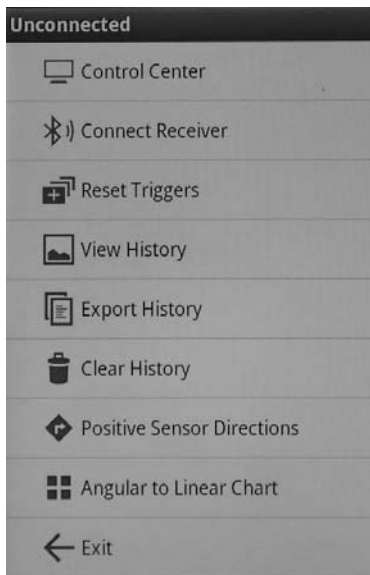 Unconnected
Control Center
Connect Receiver
Reset Triggers
View History
Export History
Clear History
Positive Sensor Directions
Angular to Linear Chart
Exit